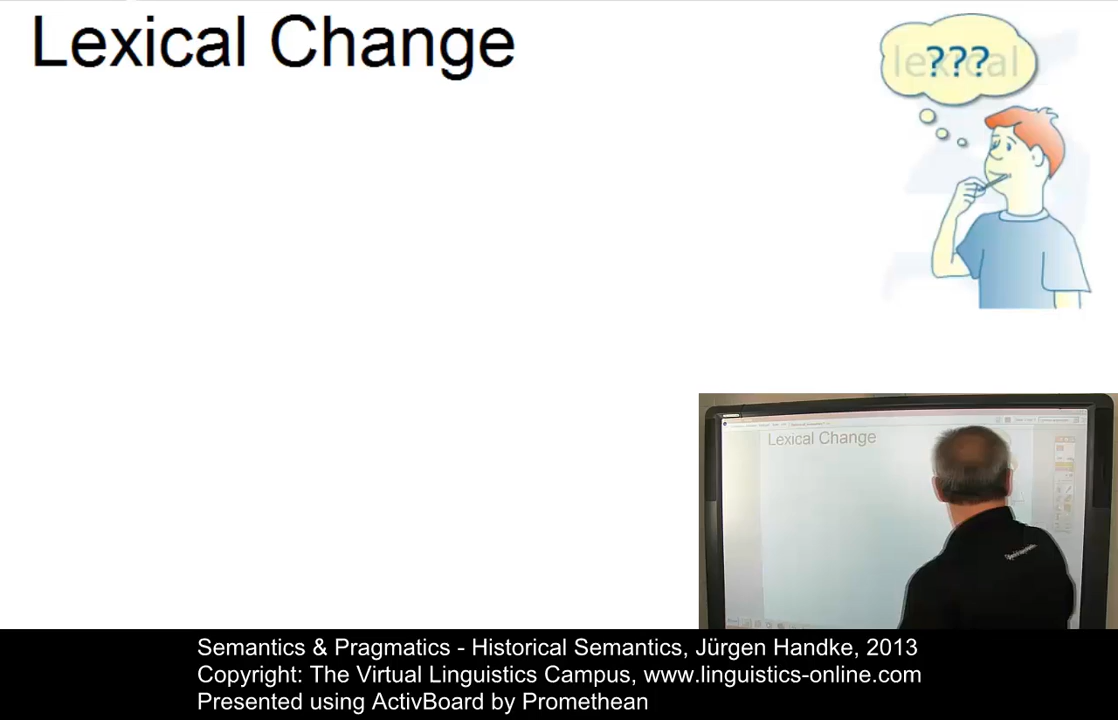 Lexical Change
lexical
???
Lexical Change
Semantics & Pragmatics - Historical Semantics, Jürgen Handke, 2013
Copyright: The Virtual Linguistics Campus, www.linguistics-online.com
Presented using ActivBoard by Promethean